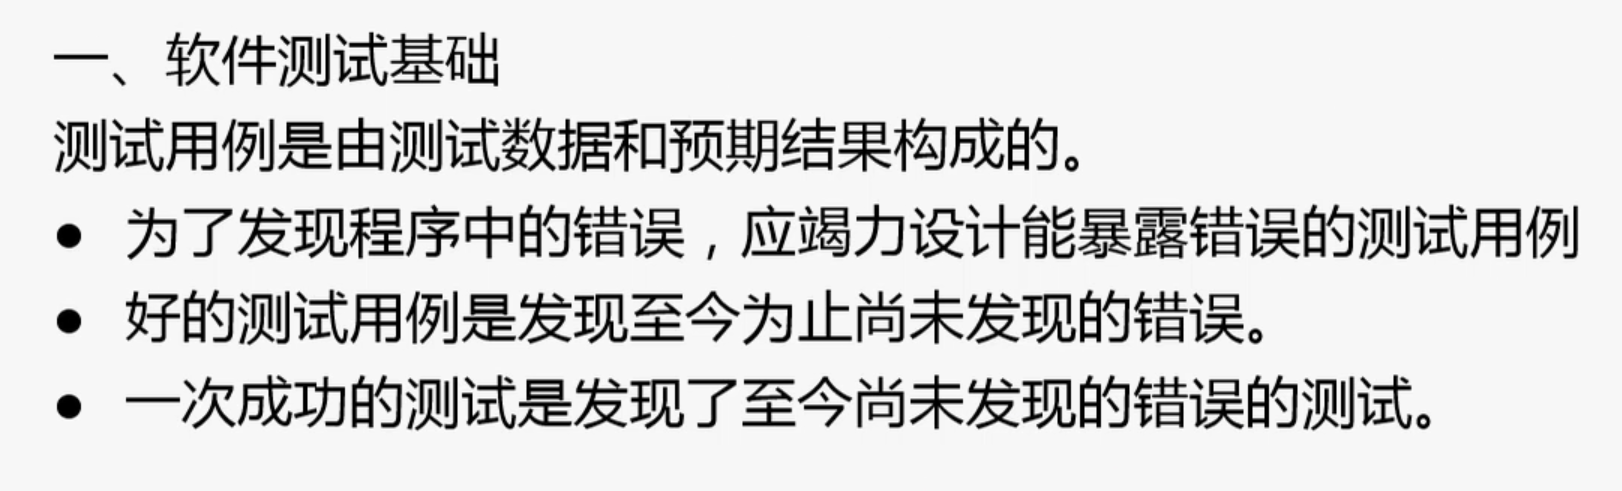 一、软件测试基础
测试用例是由测试数据和预期结果构成的。
● 为了发现程序中的错误，应竭力设计能暴露错误的测试用例
● 好的测试用例是发现至今为止尚未发现的错误。
● 一次成功的测试是发现了至今尚未发现的错误的测试。